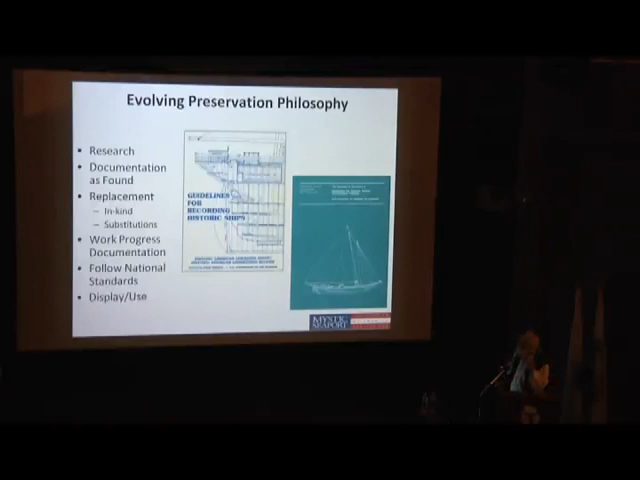 Evolving Preservation Philosophy
Research
Documentation
as Found
Replacement
In-kind
Substitutions
Work Progress
Documentation
Follow National
Standards
Display/Use
GUIDELINES
FOR
RECORDING
HISTORIC SHIPS
MYSTIC
SEAPORT